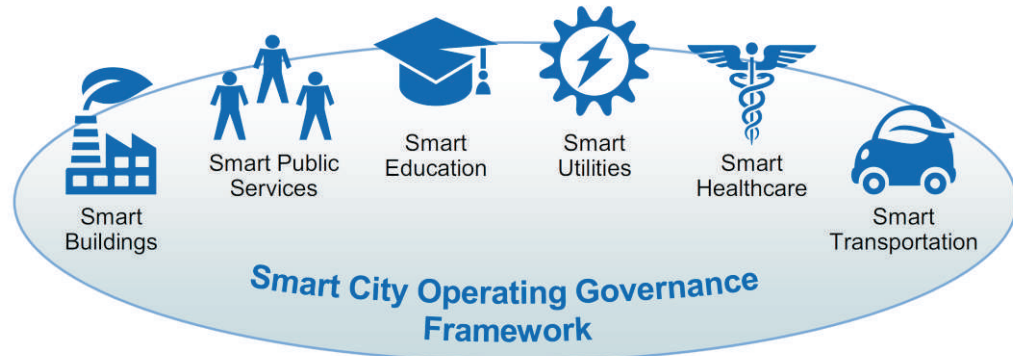 Smart
Buildings
Smart Public
Services
Smart
Education
Smart
Utilities
Smart
Healthcare
Smart
Transportation
Smart City Operating Governance
Framework